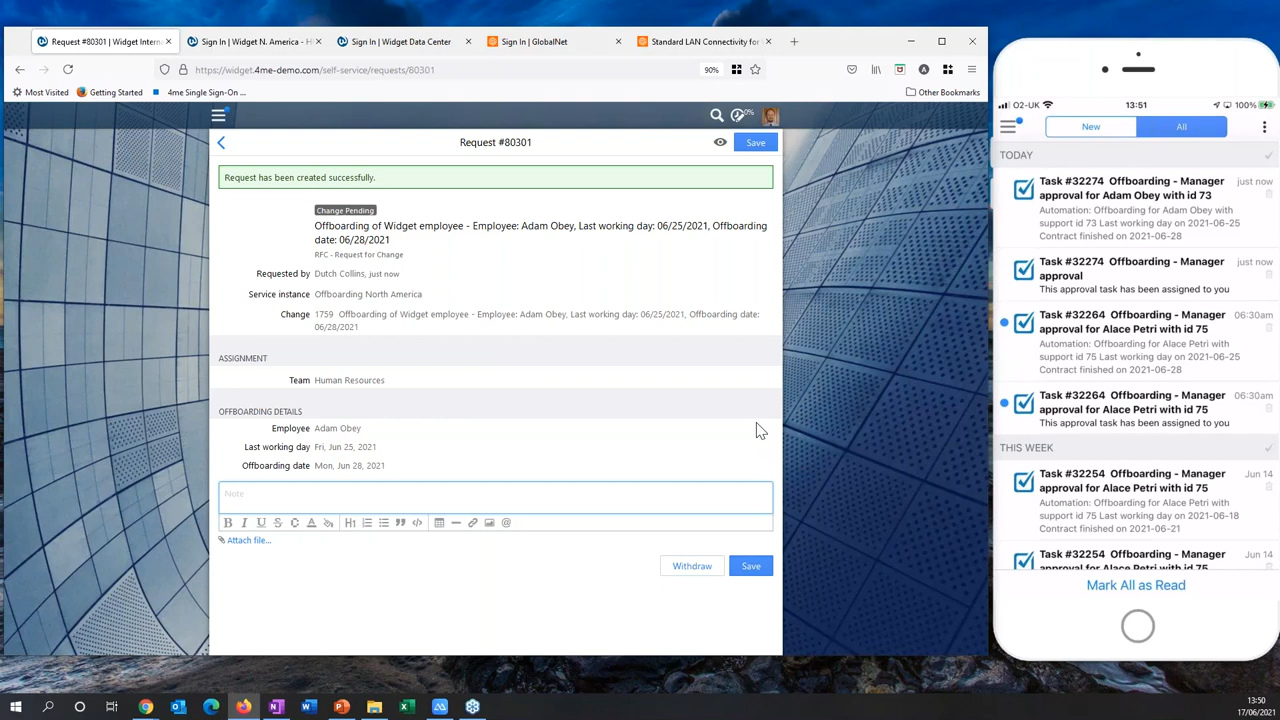 Request #80301 | Widget Intern
Sign In | Widget N. America - H
Sign In | Widget Data Center
Sign In | GlobalNet
Standard LAN Connectivity for
https://widget.4me-demo.com/self-service/requests/80301
90%
Most Visited
Getting Started
4me Single Sign-On ...
Other Bookmarks
0%
Request #80301
Save
Request has been created successfully.
Change Pending
Offboarding of Widget employee - Employee: Adam Obey, Last working day: 06/25/2021, Offboarding
date: 06/28/2021
RFC - Request for Change
Requested by Dutch Collins, just now
Service instance Offboarding North America
Change 1759 Offboarding of Widget employee - Employee: Adam Obey, Last working day: 06/25/2021, Offboarding date:
06/28/2021
ASSIGNMENT
Team Human Resources
OFFBOARDING DETAILS
Employee Adam Obey
Last working day Fri, Jun 25, 2021
Offboarding date Mon, Jun 28, 2021
Note
B I U S A H1
Attach file...
Withdraw
Save
O2-UK
13:51
100%
New
All
TODAY
Task #32274 Offboarding - Manager just now
approval for Adam Obey with id 73
Automation: Offboarding for Adam Obey with
support id 73 Last working day on 2021-06-25
Contract finished on 2021-06-28
Task #32274 Offboarding - Manager just now
approval
This approval task has been assigned to you
Task #32264 Offboarding - Manager 06:30am
approval for Alace Petri with id 75
Automation: Offboarding for Alace Petri with
support id 75 Last working day on 2021-06-25
Contract finished on 2021-06-28
Task #32264 Offboarding - Manager 06:30am
approval for Alace Petri with id 75
This approval task has been assigned to you
THIS WEEK
Task #32254 Offboarding - Manager Jun 14
approval for Alace Petri with id 75
Automation: Offboarding for Alace Petri with
support id 75 Last working day on 2021-06-18
Contract finished on 2021-06-21
Task #32254 Offboarding - Manager Jun 14
approval for Alace Petri with id 75
Mark All as Read
13:50
17/06/2021